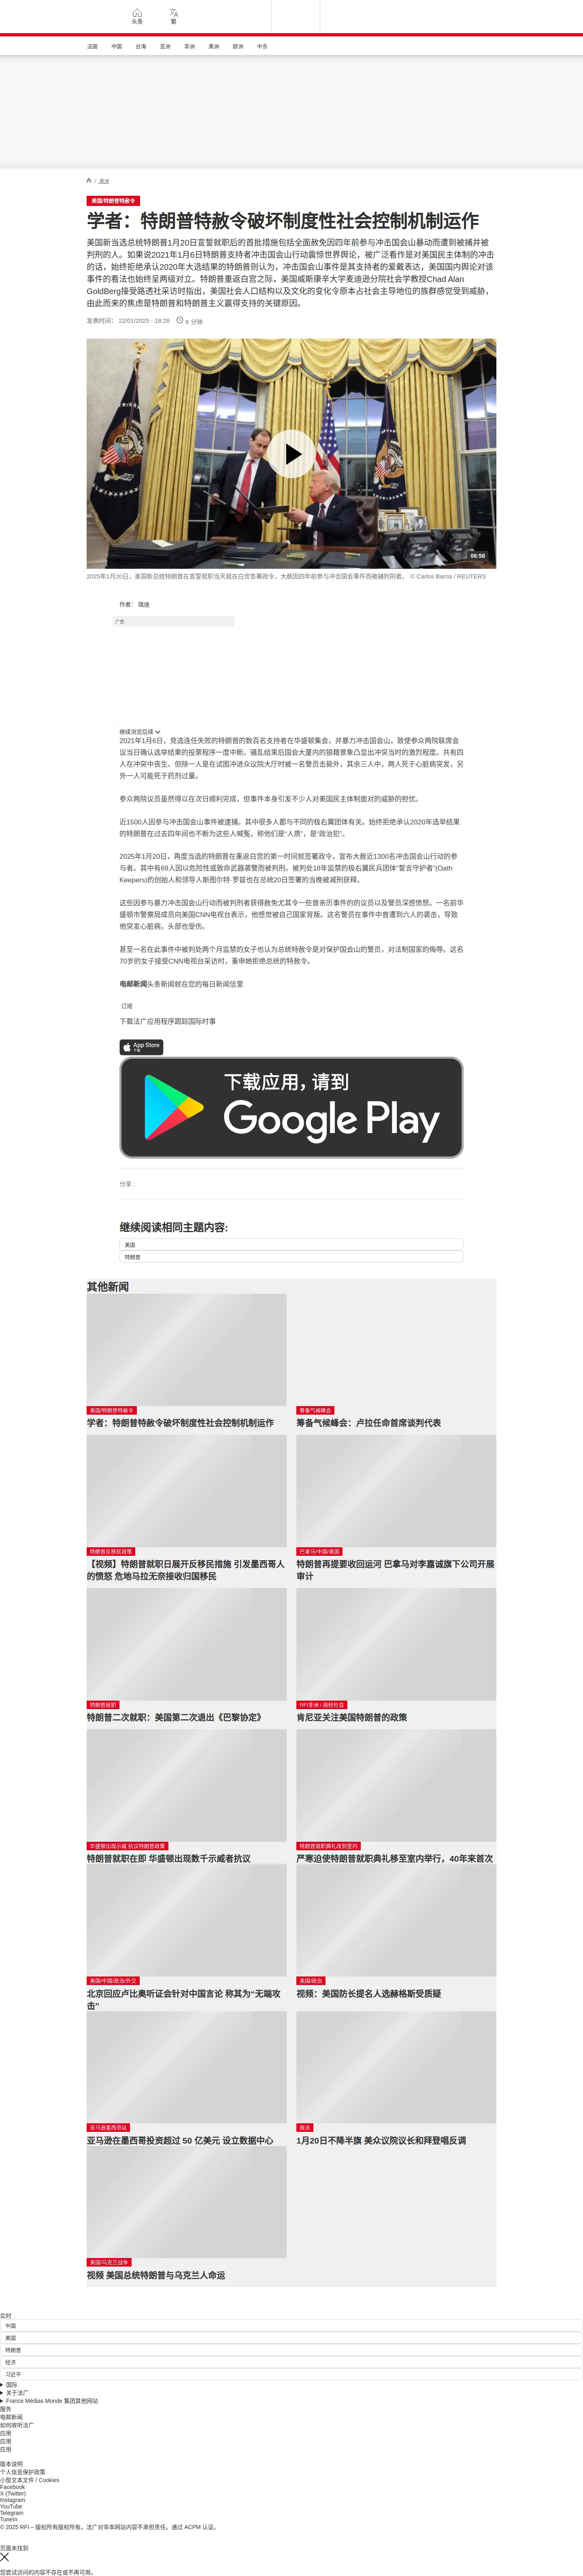 头条
繁
法国
中国
台海
亚洲
非洲
美洲
欧洲
中东
/ 美洲
美国/特朗普特赦令
学者：特朗普特赦令破坏制度性社会控制机制运作
美国新当选总统特朗普1月20日宣誓就职后的首批措施包括全面赦免因四年前参与冲击国会山暴动而遭到被捕并被
判刑的人。如果说2021年1月6日特朗普支持者冲击国会山行动震惊世界舆论，被广泛看作是对美国民主体制的冲击
的话，始终拒绝承认2020年大选结果的特朗普则认为，冲击国会山事件是其支持者的爱戴表达，美国国内舆论对该
事件的看法也始终呈两级对立。特朗普重返白宫之际，美国威斯康辛大学麦迪逊分院社会学教授Chad Alan
GoldBerg接受路透社采访时指出，美国社会人口结构以及文化的变化令原本占社会主导地位的族群感觉受到威胁，
由此而来的焦虑是特朗普和特朗普主义赢得支持的关键原因。
发表时间： 22/01/2025 - 18:26
6 分钟
06:58
2025年1月20日，美国新总统特朗普在宣誓就职当天就在白宫签署政令，大赦因四年前参与冲击国会事件而被捕判刑者。 © Carlos Barria / REUTERS
作者： 瑞迪
广告
继续浏览后续
2021年1月6日，竞选连任失败的特朗普的数百名支持者在华盛顿集会，并暴力冲击国会山，致使参众两院联席会
议当日确认选举结果的投票程序一度中断。骚乱结束后国会大厦内的狼藉景象凸显出冲突当时的激烈程度。共有四
人在冲突中丧生。但除一人是在试图冲进众议院大厅时被一名警员击毙外，其余三人中，两人死于心脏病突发，另
外一人可能死于药剂过量。
参众两院议员虽然得以在次日顺利完成，但事件本身引发不少人对美国民主体制面对的威胁的担忧。
近1500人因参与冲击国会山事件被逮捕。其中很多人都与不同的极右翼团体有关。始终拒绝承认2020年选举结果
的特朗普在过去四年间也不断为这些人喊冤，称他们是“人质”，是“政治犯”。
2025年1月20日，再度当选的特朗普在重返白宫的第一时间就签署政令，宣布大赦近1300名冲击国会山行动的参
与者。其中有69人因以危险性或致命武器袭警而被判刑。被判处18年监禁的极右翼民兵团体“誓言守护者”(Oath
Keepers)的创始人和领导人斯图尔特·罗兹也在总统20日签署的当晚被减刑获释。
这些因参与暴力冲击国会山行动而被判刑者获得赦免尤其令一些曾亲历事件的的议员以及警员深感愤怒。一名前华
盛顿市警察局成员向美国CNN电视台表示，他感觉被自己国家背叛。这名警员在事件中曾遭到六人的袭击，导致
他突发心脏病，头部也受伤。
甚至一名在此事件中被判处两个月监禁的女子也认为总统特赦令是对保护国会山的警员，对法制国家的侮辱。这名
70岁的女子接受CNN电视台采访时，重申她拒绝总统的特赦令。
电邮新闻头条新闻就在您的每日新闻信里
订阅
下载法广应用程序跟踪国际时事
App Store
下载
下载应用，请到
Google Play
分享 :
继续阅读相同主题内容:
美国
特朗普
其他新闻
美国/特朗普特赦令
学者：特朗普特赦令破坏制度性社会控制机制运作
筹备气候峰会
筹备气候峰会：卢拉任命首席谈判代表
特朗普反移民政策
【视频】特朗普就职日展开反移民措施 引发墨西哥人
的愤怒 危地马拉无奈接收归国移民
巴拿马/中国/美国
特朗普再提要收回运河 巴拿马对李嘉诚旗下公司开展
审计
特朗普就职
特朗普二次就职：美国第二次退出《巴黎协定》
RFI非洲 / 政经社会
肯尼亚关注美国特朗普的政策
华盛顿出现示威 抗议特朗普政策
特朗普就职在即 华盛顿出现数千示威者抗议
特朗普就职典礼改到室内
严寒迫使特朗普就职典礼移至室内举行，40年来首次
美国/中国/政治/外交
北京回应卢比奥听证会针对中国言论 称其为“无端攻
击”
美国/政治
视频：美国防长提名人选赫格斯受质疑
亚马逊墨西哥站
亚马逊在墨西哥投资超过 50 亿美元 设立数据中心
政治
1月20日不降半旗 美众议院议长和拜登唱反调
美国/乌克兰战争
视频 美国总统特朗普与乌克兰人命运
实时
中国
美国
特朗普
经济
习近平
国际
关于法广
France Médias Monde 集团其他网站
服务
电邮新闻
如何收听法广
应用
应用
应用
版本说明
个人信息保护政策
小型文本文件 / Cookies
Facebook
X (Twitter)
Instagram
YouTube
Telegram
TuneIn
© 2025 RFI – 版权所有版权所有。法广对非本网站内容不承担责任。通过 ACPM 认证。
页面未找到
您尝试访问的内容不存在或不再可用。